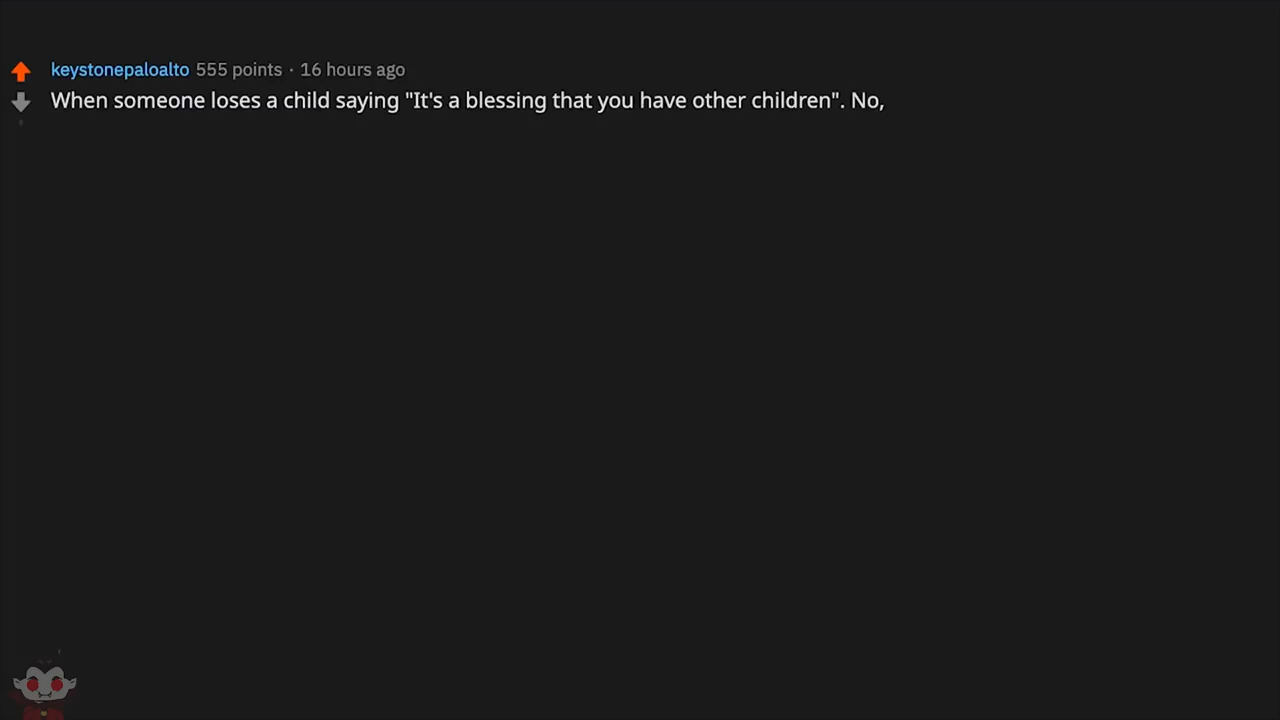 keystonepaloalto 555 points · 16 hours ago
When someone loses a child saying "It's a blessing that you have other children". No,